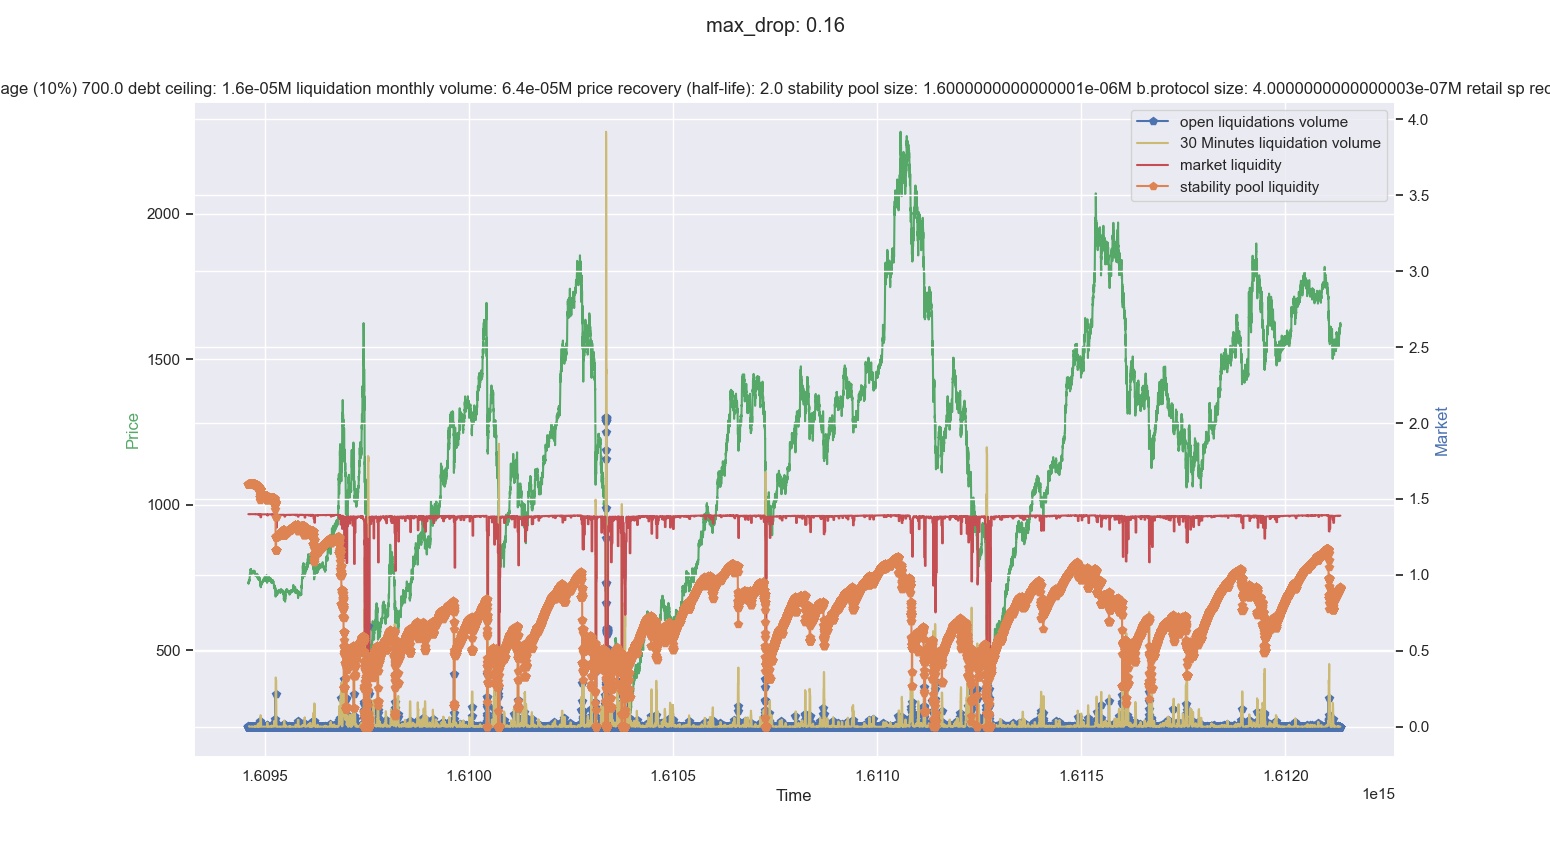 max_drop: 0.16
age (10%) 700.0 debt ceiling: 1.6e-05M liquidation monthly volume: 6.4e-05M price recovery (half-life): 2.0 stability pool size: 1.6000000000000001e-06M b.protocol size: 4.0000000000000003e-07M retail sp rec
open liquidations volume
30 Minutes liquidation volume
market liquidity
stability pool liquidity
4.0
3.5
3.0
2.5
2.0
1.5
1.0
0.5
0.0
2000
1500
1000
500
Price
Market
1.6095
1.6100
1.6105
1.6110
1.6115
1.6120
Time
1e15